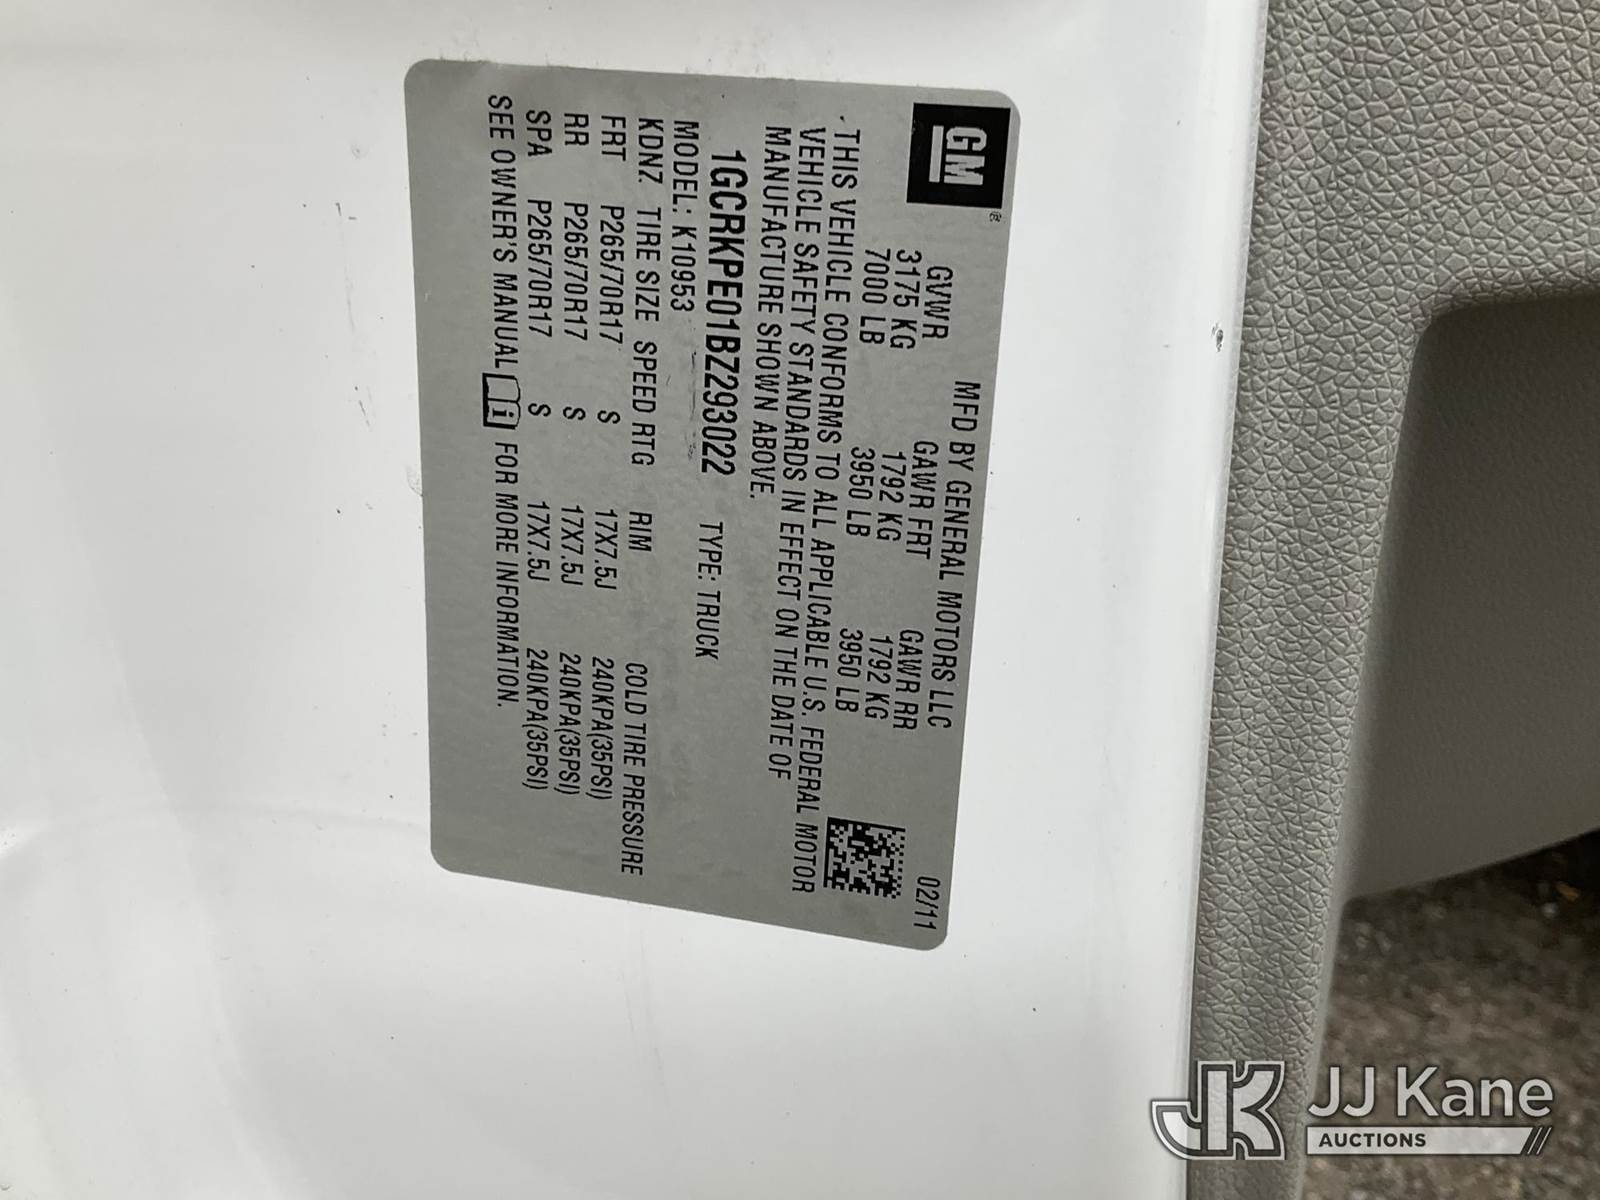 GM
MFD BY GENERAL MOTORS LLC 02/11
GVWR GAWR FRT GAWR RR
3175 KG 1792 KG 1792 KG
7000 LB 3950 LB 3950 LB
THIS VEHICLE CONFORMS TO ALL APPLICABLE U.S. FEDERAL MOTOR
VEHICLE SAFETY STANDARDS IN EFFECT ON THE DATE OF
MANUFACTURE SHOWN ABOVE.
1GCRKPE01BZ293022 TYPE: TRUCK
MODEL: K10953
KDNZ TIRE SIZE SPEED RTG RIM COLD TIRE PRESSURE
FRT P265/70R17 S 17X7.5J 240KPA(35PSI)
RR P265/70R17 S 17X7.5J 240KPA(35PSI)
SPA P265/70R17 S 17X7.5J 240KPA(35PSI)
SEE OWNER'S MANUAL FOR MORE INFORMATION.
JK JJ Kane
AUCTIONS